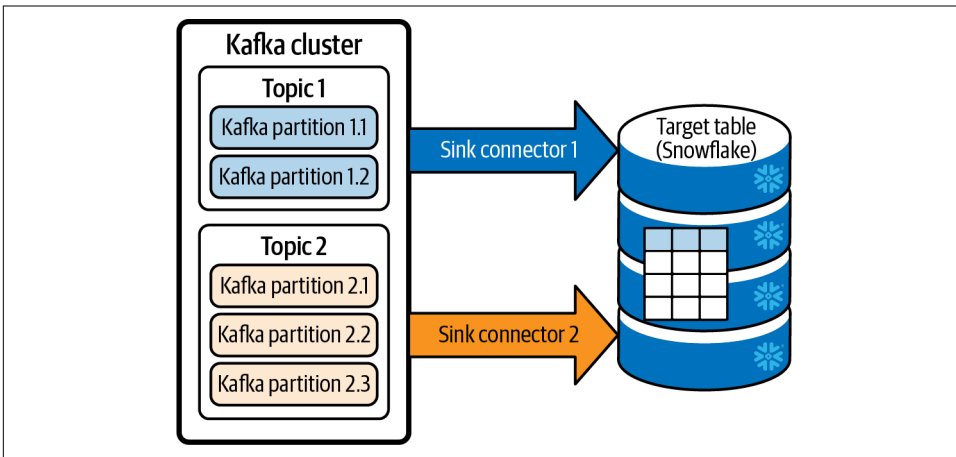 Kafka cluster
Topic 1
Kafka partition 1.1
Kafka partition 1.2
Topic 2
Kafka partition 2.1
Kafka partition 2.2
Kafka partition 2.3
Sink connector 1
Sink connector 2
Target table
(Snowflake)